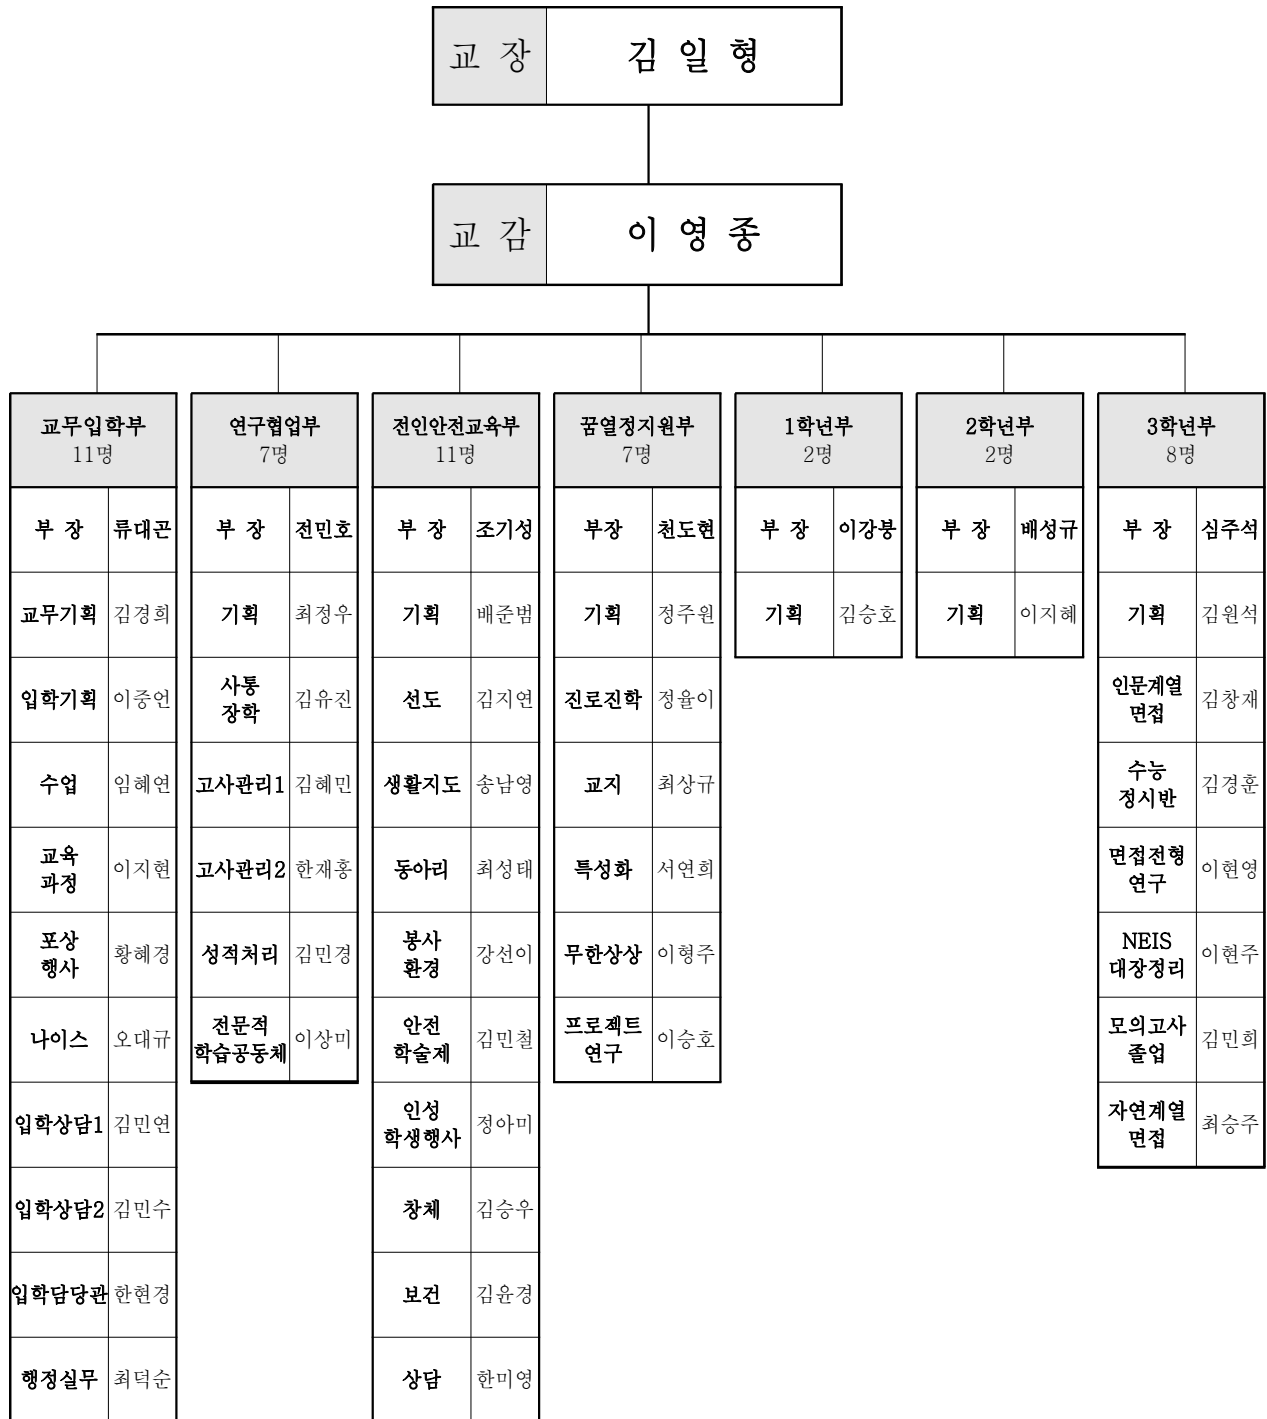 교 장 김 일 형
교 감 이 영 종
교무입학부
11명
부 장 류대곤
교무기획 김경희
입학기획 이중언
수업 임혜연
교육
과정 이지현
포상
행사 황혜경
나이스 오대규
입학상담1 김민연
입학상담2 김민수
입학담당관 한현경
행정실무 최덕순
연구협업부
7명
부 장 전민호
기획 최정우
사통
장학 김유진
고사관리1 김혜민
고사관리2 한재홍
성적처리 김민경
전문적
학습공동체 이상미
전인안전교육부
11명
부 장 조기성
기획 배준범
선도 김지연
생활지도 송남영
동아리 최성태
봉사
환경 강선이
안전
학술제 김민철
인성
학생행사 정아미
창체 김승우
보건 김윤경
상담 한미영
꿈열정지원부
7명
부장 천도현
기획 정주원
진로진학 정율이
교지 최상규
특성화 서연희
무한상상 이형주
프로젝트
연구 이승호
1학년부
2명
부 장 이강붕
기획 김승호
2학년부
2명
부 장 배성규
기획 이지혜
3학년부
8명
부 장 심주석
기획 김원석
인문계열
면접 김창재
수능
정시반 김경훈
면접전형
연구 이현영
NEIS
대장정리 이현주
모의고사
졸업 김민희
자연계열
면접 최승주